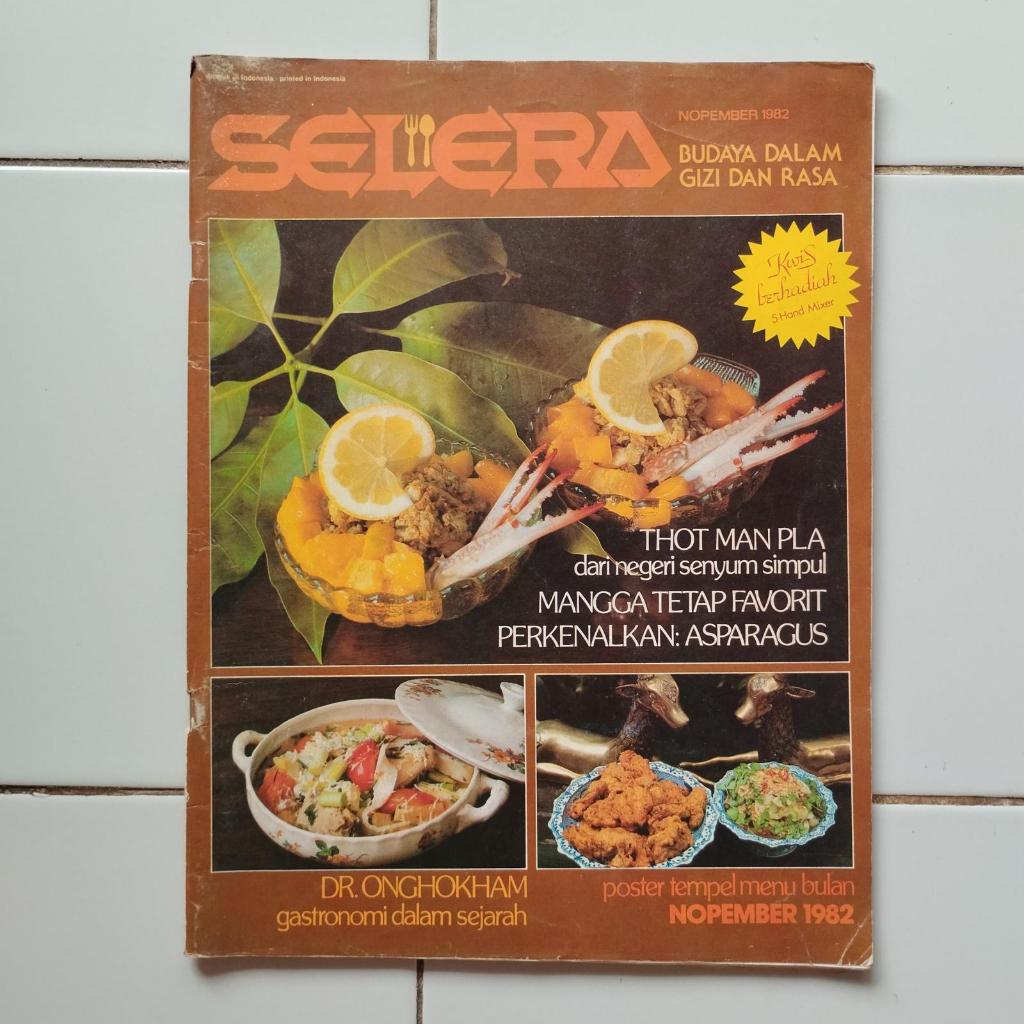 Indonesia - printed in Indonesia
SELERA
NOPEMBER 1982
BUDAYA DALAM
GIZI DAN RASA
Kwis
berhadiah
5 Hand Mixer
THOT MAN PLA
dari negeri senyum simpul
MANGGA TETAP FAVORIT
PERKENALKAN: ASPARAGUS
DR. ONGHOKHAM
gastronomi dalam sejarah
poster tempel menu bulan
NOPEMBER 1982